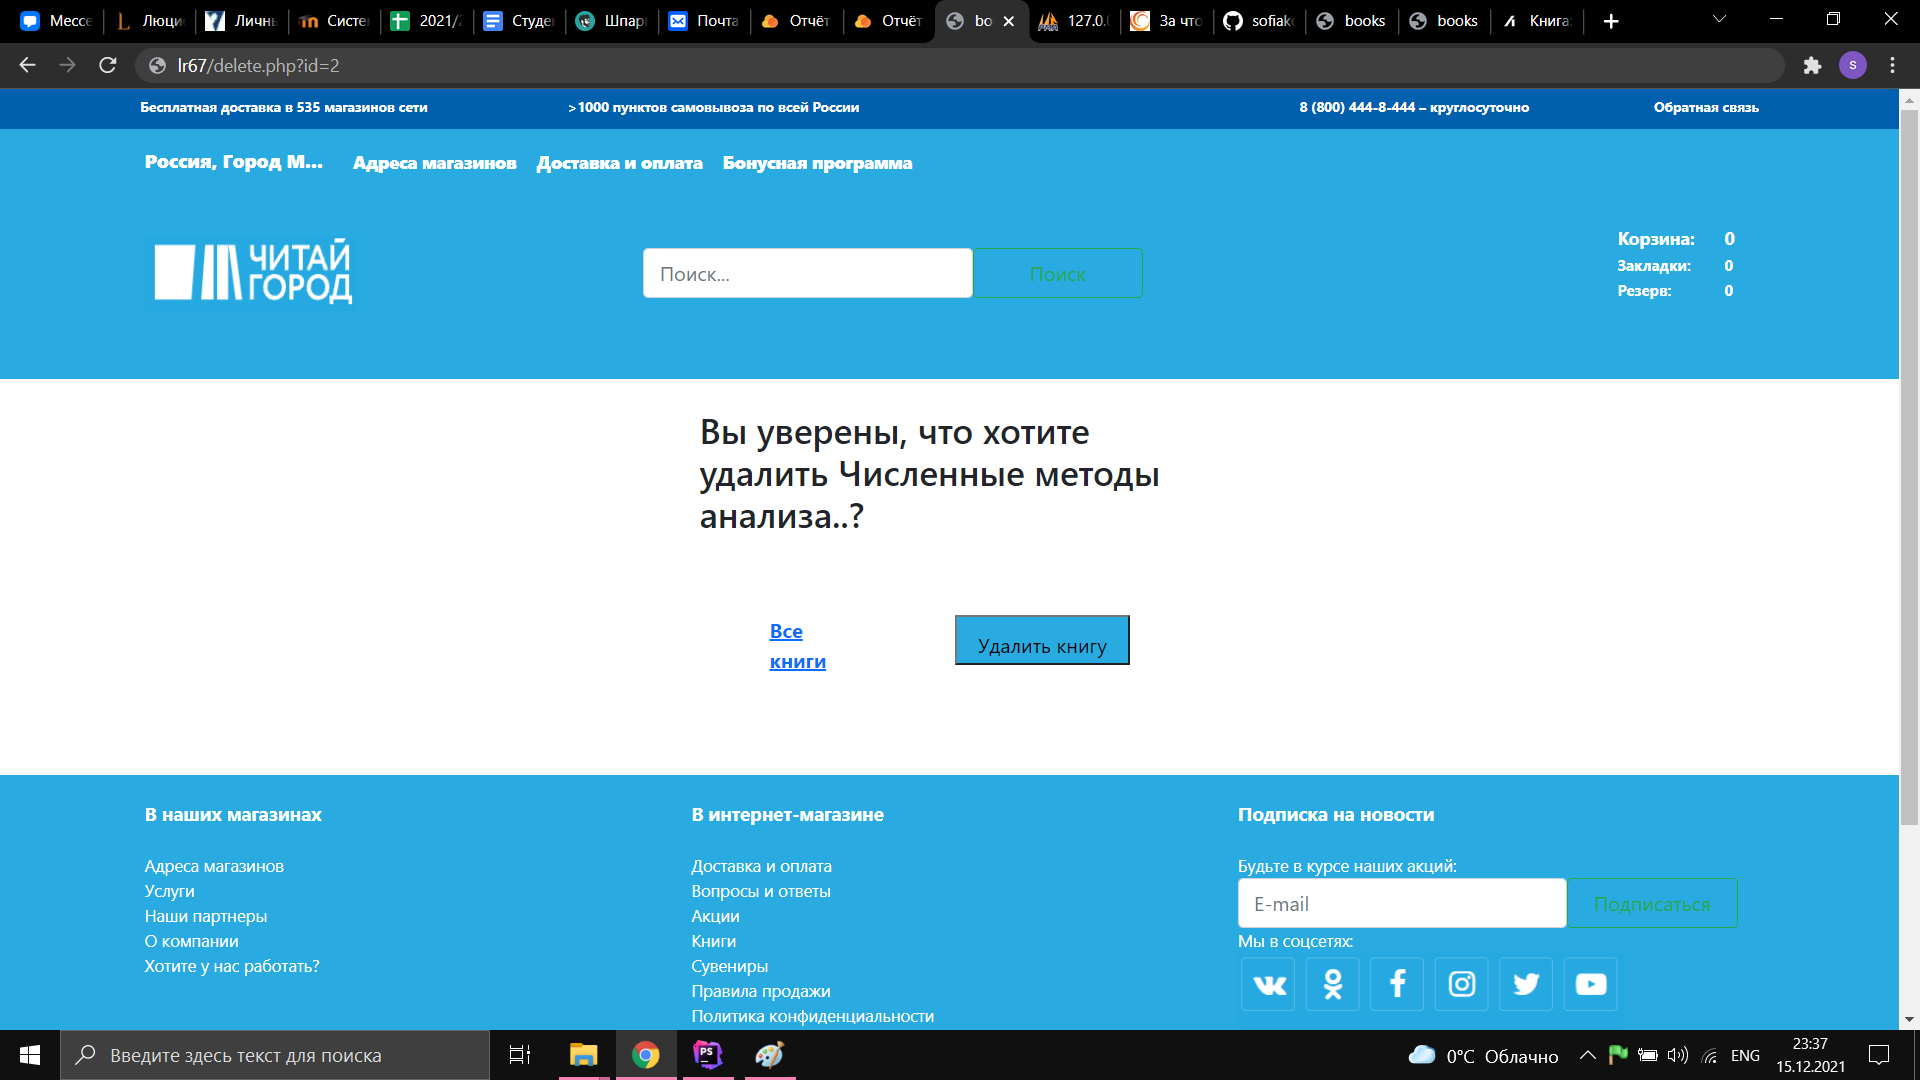 Мессе
Люци
Личнь
Систе
2021/2
Студе
Шпар
Почта
Отчёт
Отчёт
bo
127.0.0
За что
sofiako
books
books
Книга
lr67/delete.php?id=2
S
Бесплатная доставка в 535 магазинов сети
>1000 пунктов самовывоза по всей России
8 (800) 444-8-444 – круглосуточно
Обратная связь
Россия, Город М...
Адреса магазинов
Доставка и оплата
Бонусная программа
ЧИТАЙ
ГОРОД
Поиск...
Поиск
Корзина: 0
Закладки: 0
Резерв: 0
Вы уверены, что хотите
удалить Численные методы
анализа..?
Все
книги
Удалить книгу
В наших магазинах
Адреса магазинов
Услуги
Наши партнеры
О компании
Хотите у нас работать?
В интернет-магазине
Доставка и оплата
Вопросы и ответы
Акции
Книги
Сувениры
Правила продажи
Политика конфиденциальности
Подписка на новости
Будьте в курсе наших акций:
E-mail
Подписаться
Мы в соцсетях:
Введите здесь текст для поиска
PS
0°C Облачно
ENG
23:37
15.12.2021